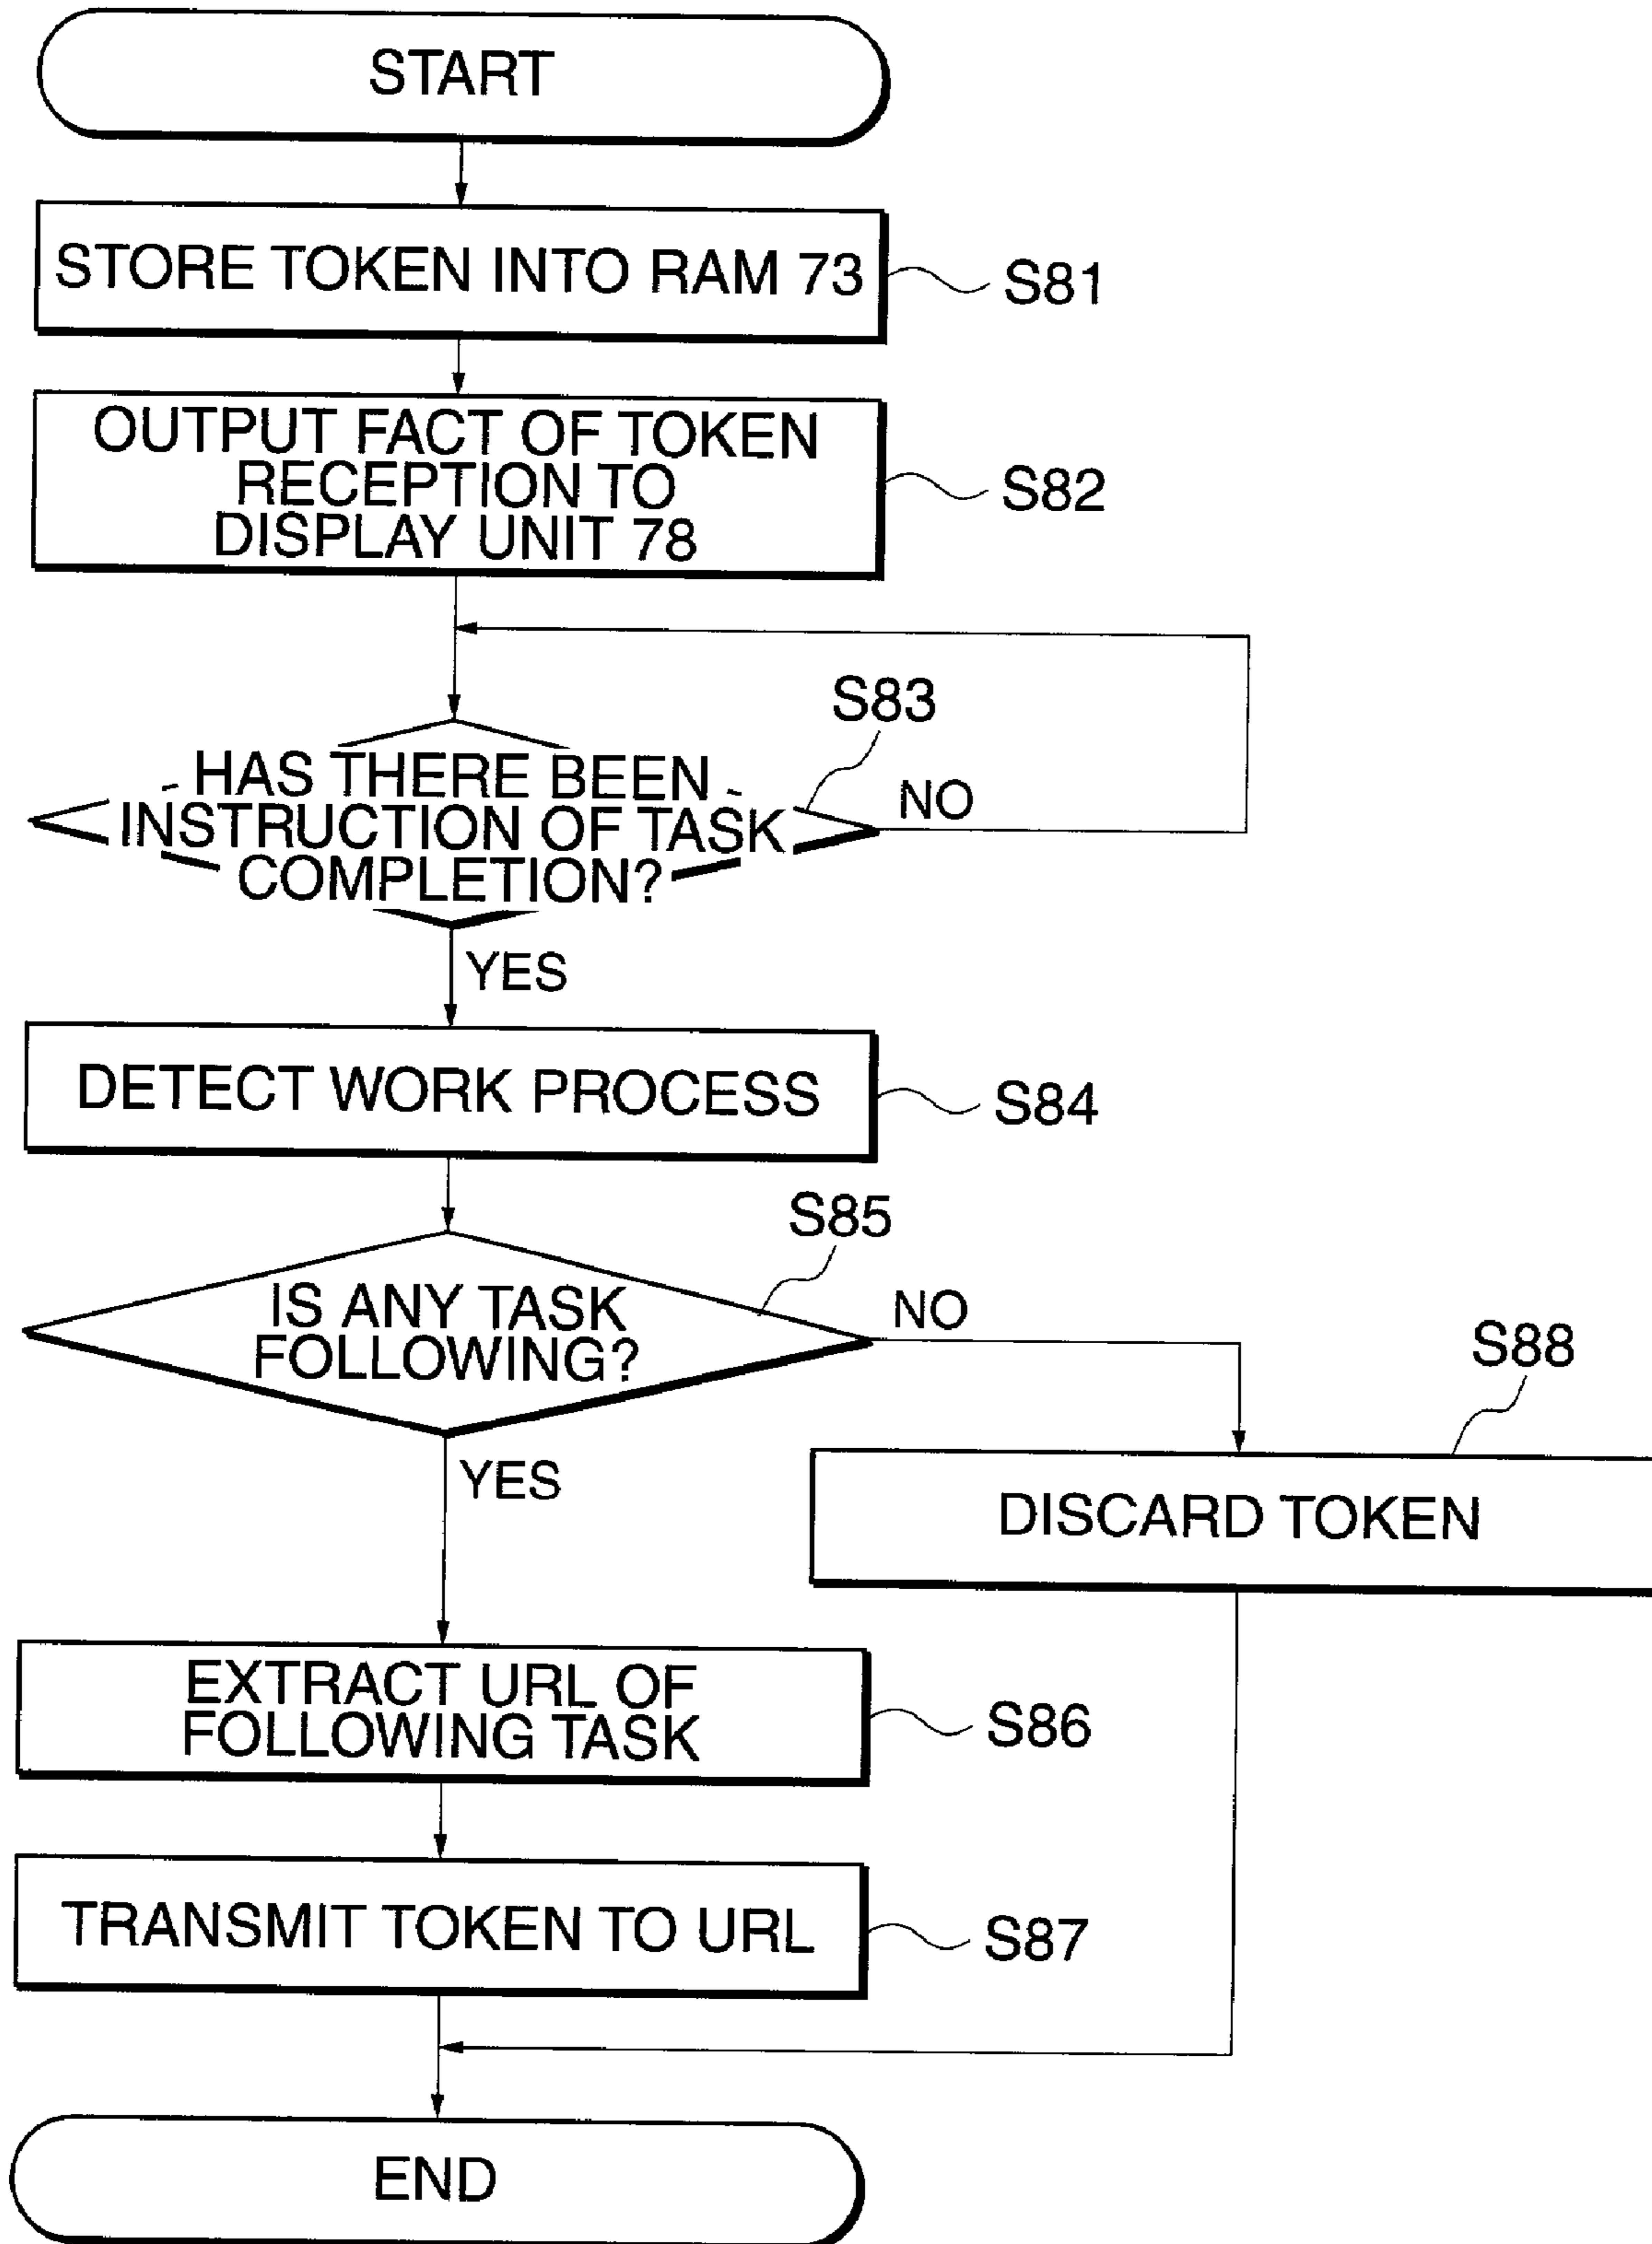 START
STORE TOKEN INTO RAM 73
S81
OUTPUT FACT OF TOKEN
RECEPTION TO
DISPLAY UNIT 78
S82
S83
HAS THERE BEEN
INSTRUCTION OF TASK
COMPLETION?
NO
YES
DETECT WORK PROCESS
S84
S85
IS ANY TASK
FOLLOWING?
NO
YES
S88
DISCARD TOKEN
EXTRACT URL OF
FOLLOWING TASK
S86
TRANSMIT TOKEN TO URL
S87
END